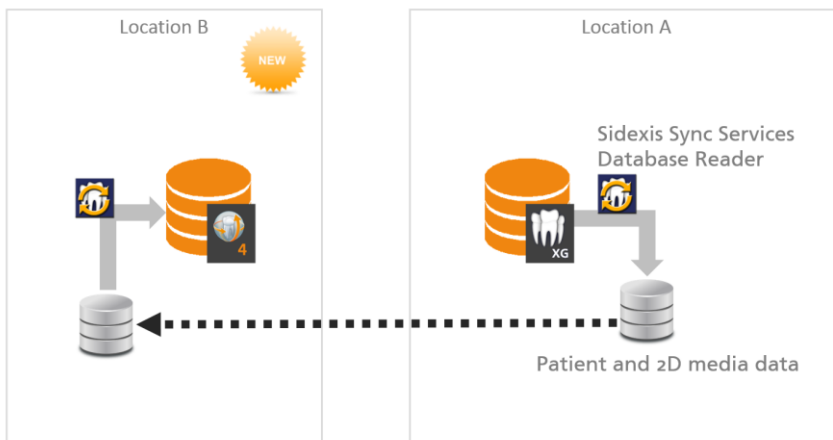 Location B
NEW
4
Location A
Sidexis Sync Services
Database Reader
XG
Patient and 2D media data